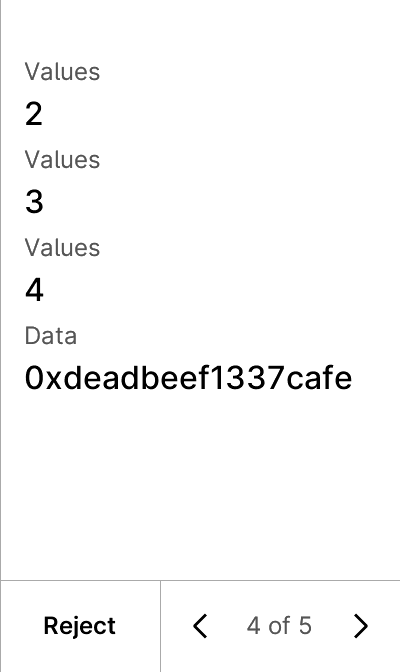 Values
2
Values
3
Values
4
Data
0xdeadbeef1337cafe
Reject
4 of 5